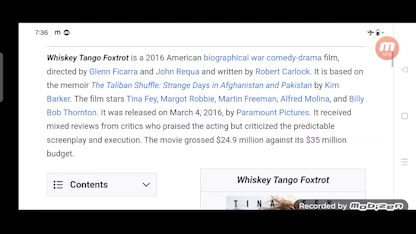 7:36
Whiskey Tango Foxtrot is a 2016 American biographical war comedy-drama film,
directed by Glenn Ficarra and John Requa and written by Robert Carlock. It is based on
the memoir The Taliban Shuffle: Strange Days in Afghanistan and Pakistan by Kim
Barker. The film stars Tina Fey, Margot Robbie, Martin Freeman, Alfred Molina, and Billy
Bob Thornton. It was released on March 4, 2016, by Paramount Pictures. It received
mixed reviews from critics who praised the acting but criticized the predictable
screenplay and execution. The movie grossed $24.9 million against its $35 million
budget.
Contents
Whiskey Tango Foxtrot
TINA FEY
Recorded by mobizen